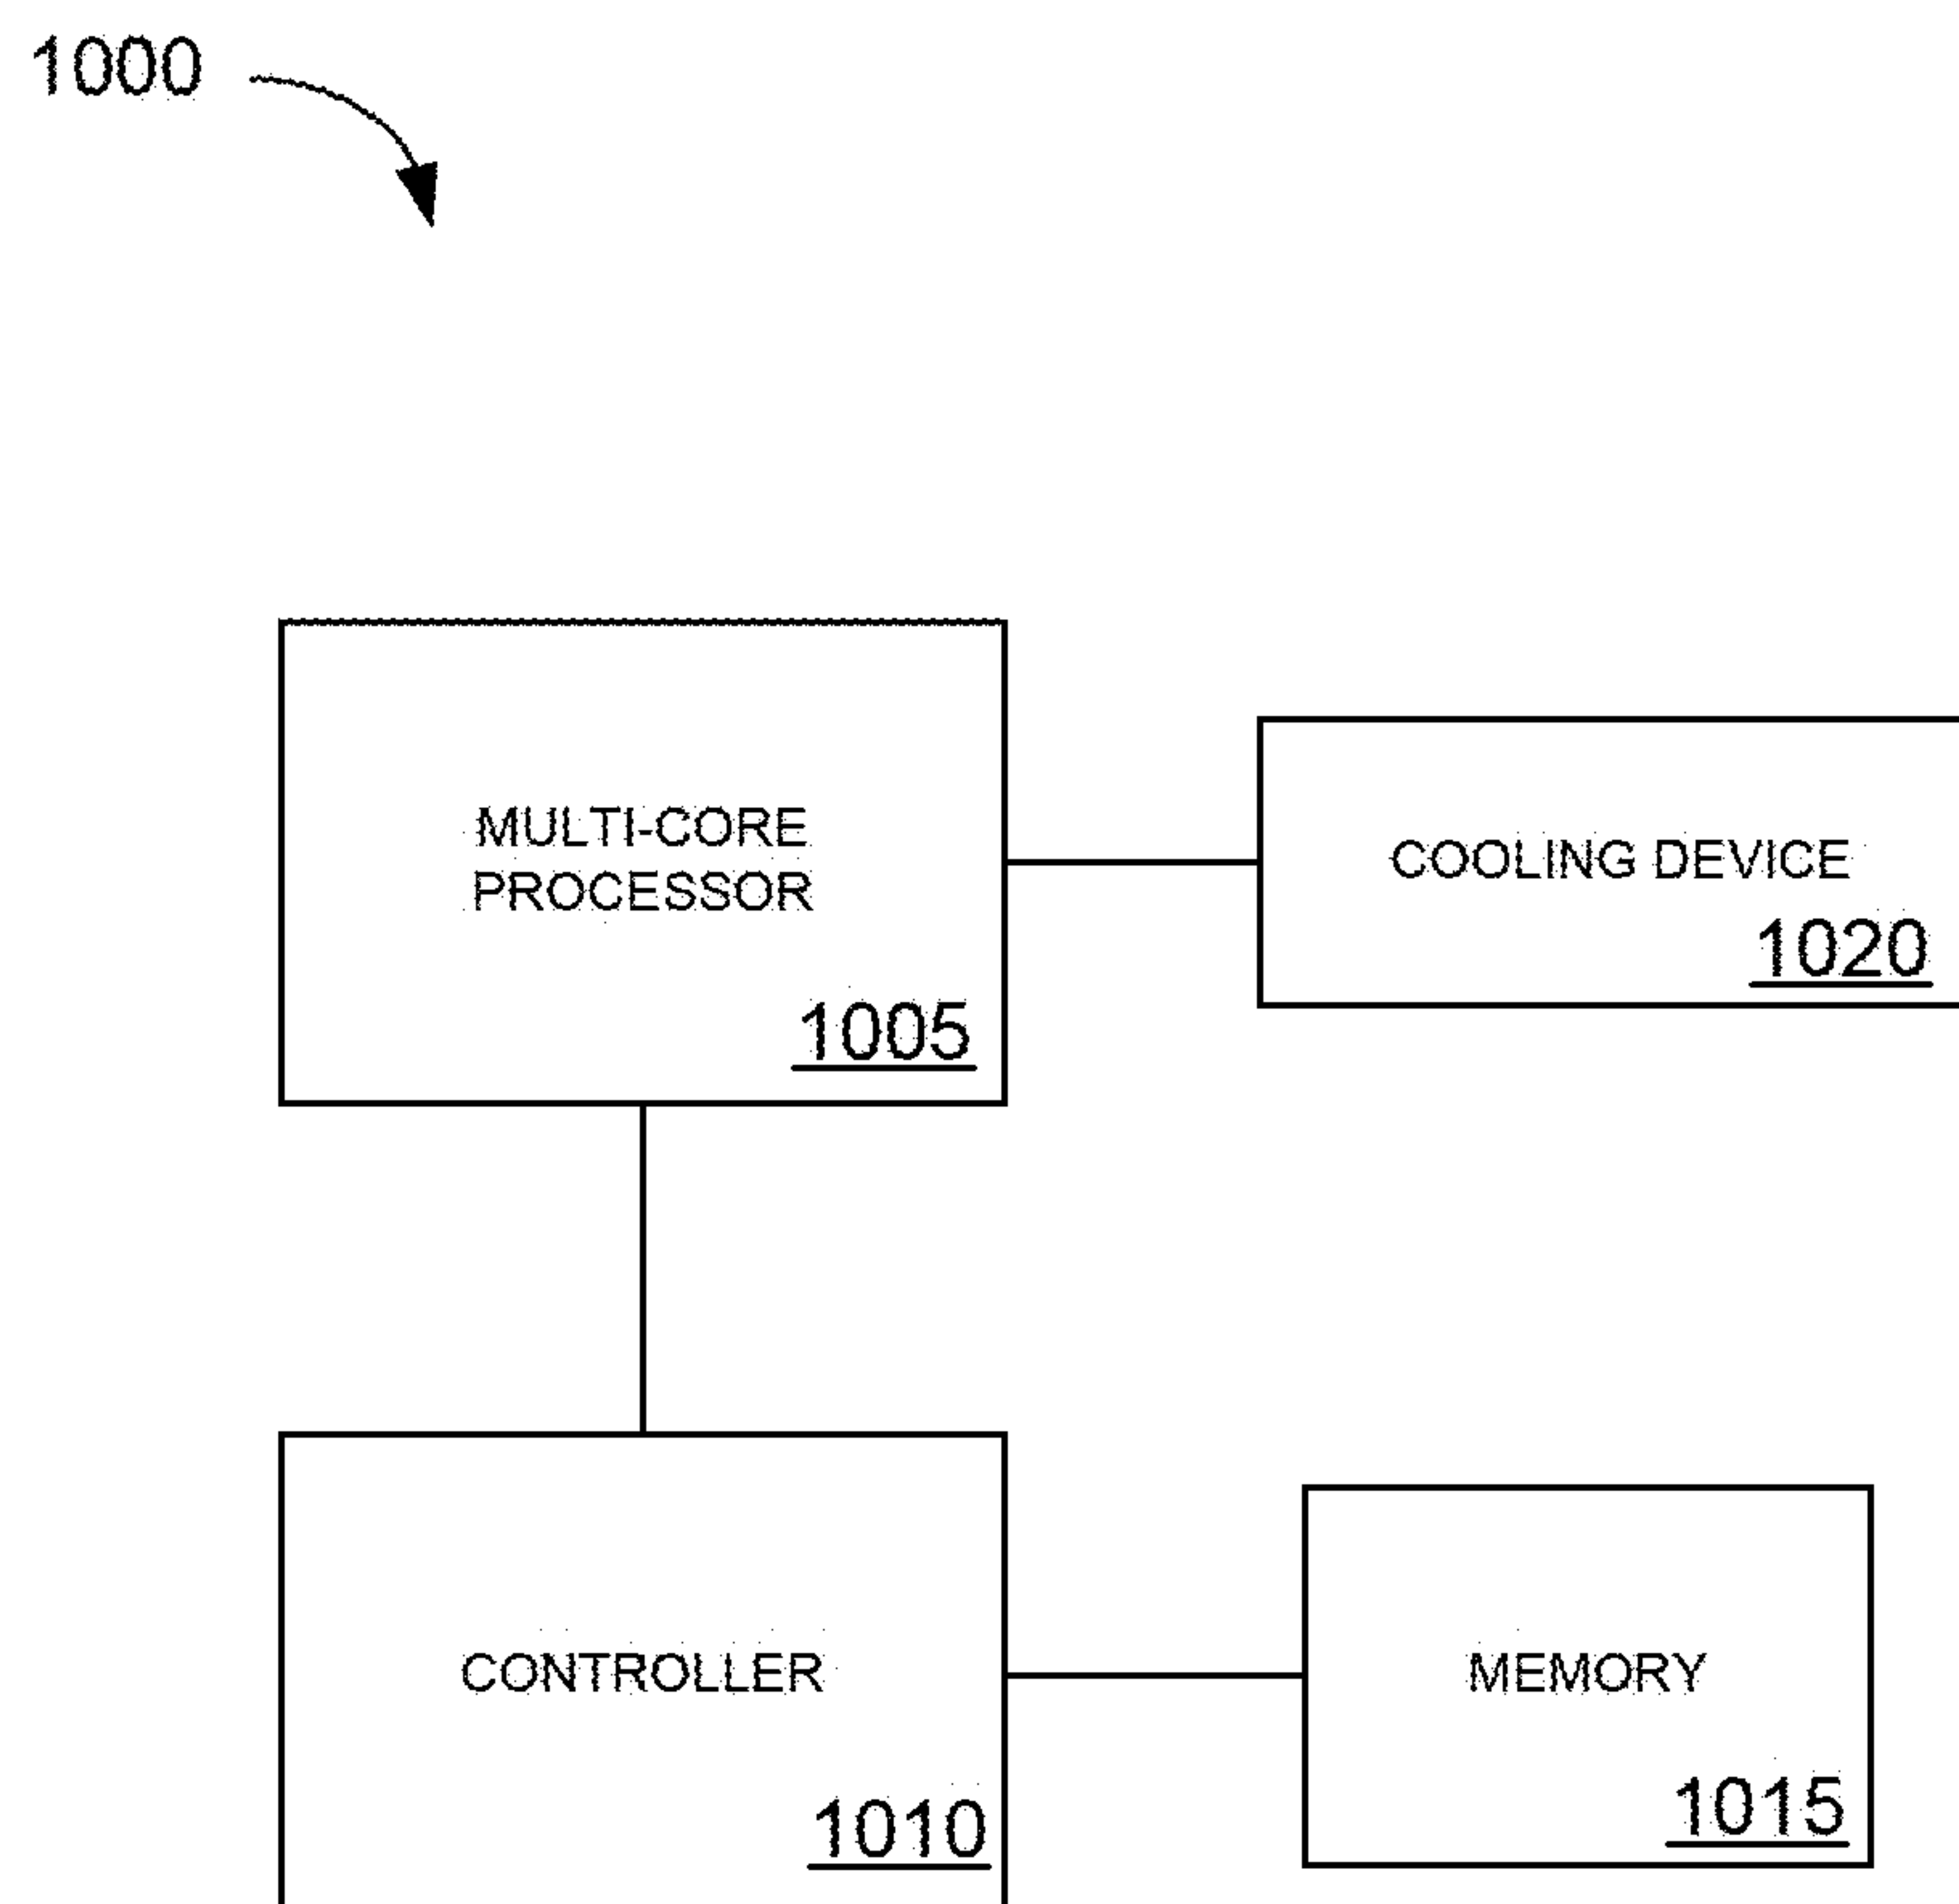 1000
MULTI-CORE
PROCESSOR
1005
COOLING DEVICE
1020
CONTROLLER
1010
MEMORY
1015